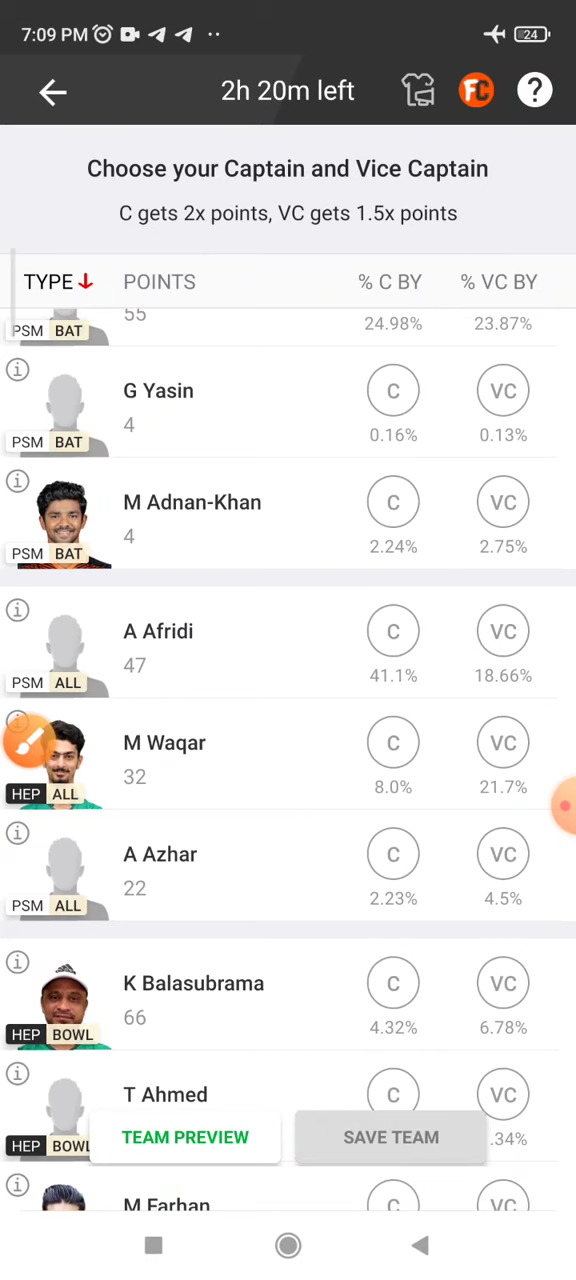 7:09 PM
24
2h 20m left
FC
?
Choose your Captain and Vice Captain
C gets 2x points, VC gets 1.5x points
TYPE POINTS % C BY % VC BY
55
24.98% 23.87%
PSM BAT
G Yasin
C VC
4
0.16% 0.13%
PSM BAT
M Adnan-Khan
C VC
4
2.24% 2.75%
PSM BAT
A Afridi
C VC
47
41.1% 18.66%
PSM ALL
M Waqar
C VC
32
8.0% 21.7%
HEP ALL
A Azhar
C VC
22
2.23% 4.5%
PSM ALL
K Balasubrama
C VC
66
4.32% 6.78%
HEP BOWL
T Ahmed
C VC
TEAM PREVIEW SAVE TEAM
.34%
HEP BOWL
M Farhan
C VC